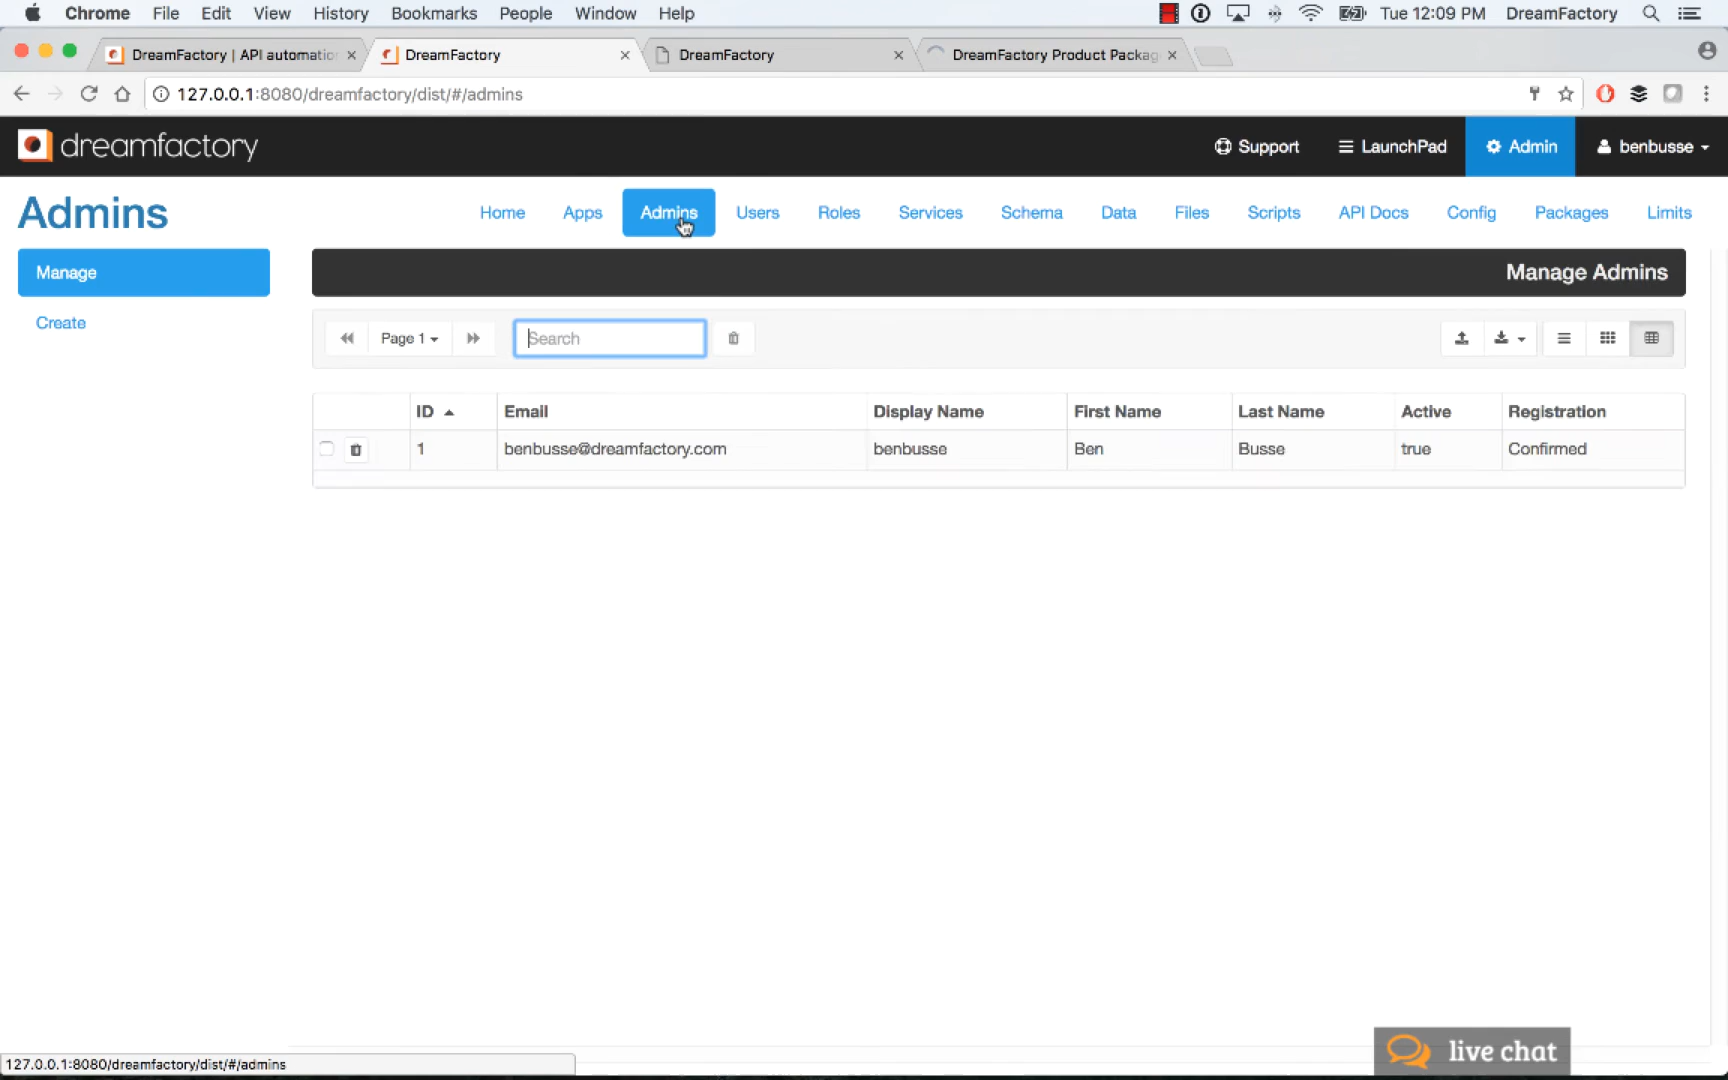 Chrome File Edit View History Bookmarks People Window Help Tue 12:09 PM DreamFactory
DreamFactory | API automatio DreamFactory DreamFactory DreamFactory Product Packag
127.0.0.1:8080/dreamfactory/dist/#/admins
dreamfactory Support LaunchPad Admin benbusse
Admins Home Apps Admins Users Roles Services Schema Data Files Scripts API Docs Config Packages Limits
Manage Manage Admins
Create Page 1 Search
ID Email Display Name First Name Last Name Active Registration
1 benbusse@dreamfactory.com benbusse Ben Busse true Confirmed
live chat
127.0.0.1:8080/dreamfactory/dist/#/admins